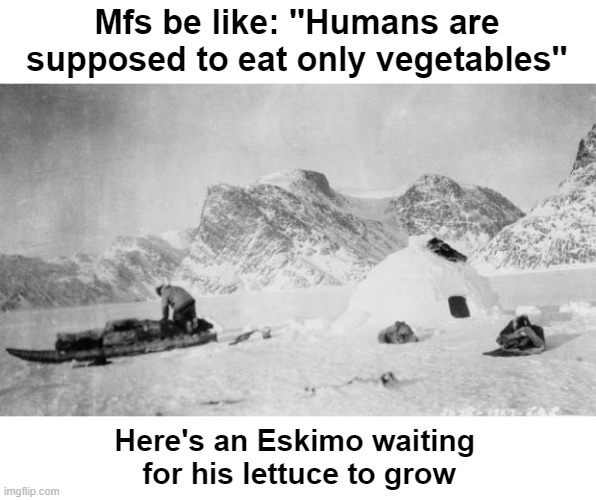 Mfs be like: "Humans are
supposed to eat only vegetables"
Here's an Eskimo waiting
for his lettuce to grow
imgflip.com